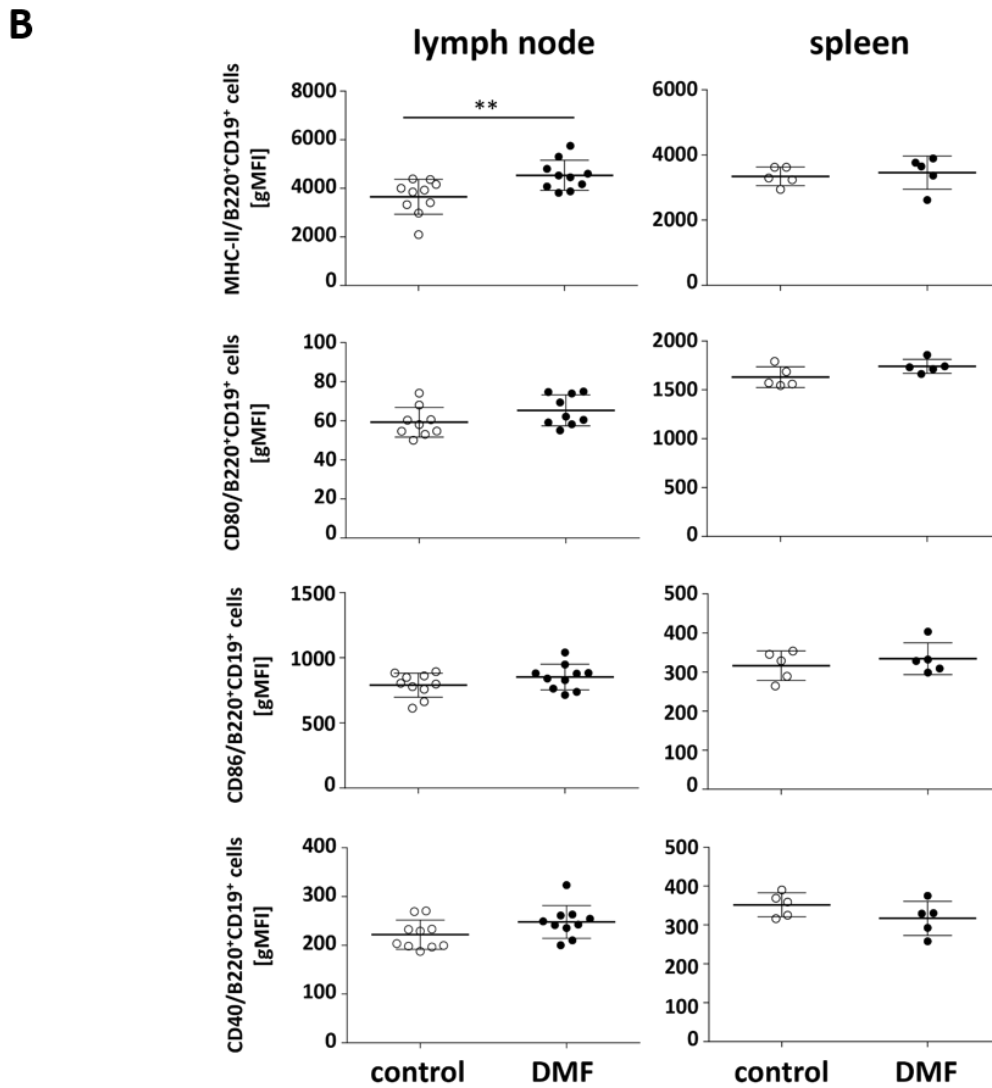 B
lymph node
spleen
MHC-II/B220⁺CD19⁺ cells
[gMFI]
8000
6000
4000
2000
0
**
6000
4000
2000
0
CD80/B220⁺CD19⁺ cells
[gMFI]
100
80
60
40
20
0
2000
1500
1000
500
0
CD86/B220⁺CD19⁺ cells
[gMFI]
1500
1000
500
0
500
400
300
200
100
0
CD40/B220⁺CD19⁺ cells
[gMFI]
400
300
200
100
0
500
400
300
200
100
0
control
DMF
control
DMF